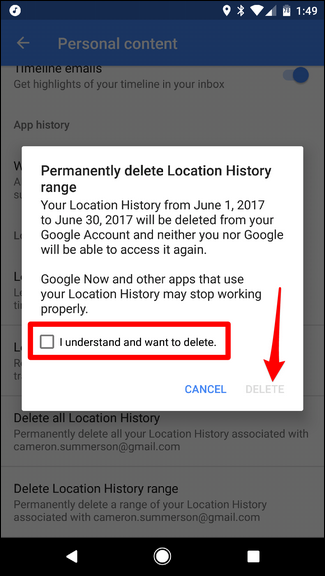 1:49
Personal content
Timeline emails
Get highlights of your timeline in your inbox
App history
Permanently delete Location History
range
Your Location History from June 1, 2017
to June 30, 2017 will be deleted from your
Google Account and neither you nor Google
will be able to access it again.
Google Now and other apps that use
your Location History may stop working
properly.
I understand and want to delete.
CANCEL
DELETE
Delete all Location History
Permanently delete all your Location History associated with
cameron.summerson@gmail.com
Delete Location History range
Permanently delete a range of your Location History
associated with cameron.summerson@gmail.com